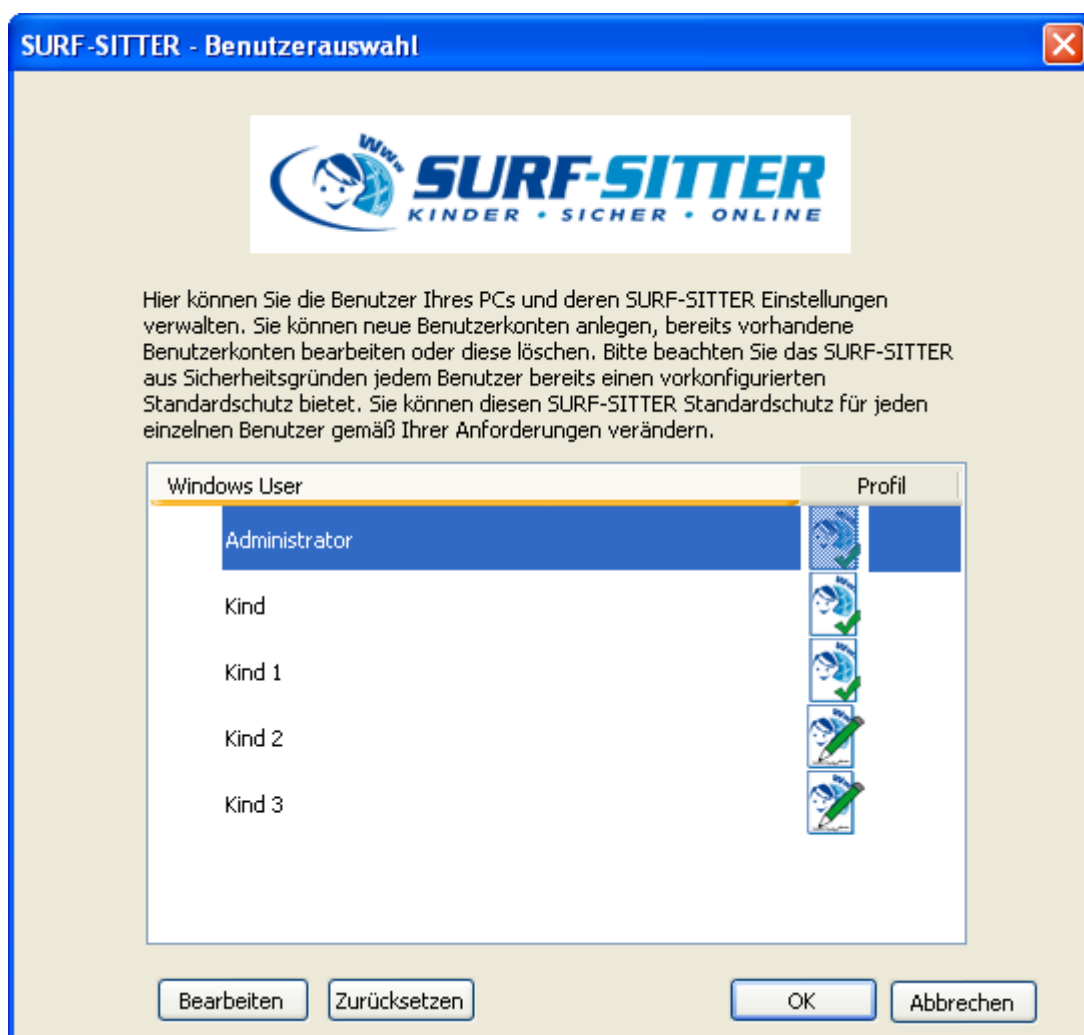 SURF-SITTER - Benutzerauswahl
Www
SURF-SITTER
KINDER • SICHER • ONLINE
Hier können Sie die Benutzer Ihres PCs und deren SURF-SITTER Einstellungen
verwalten. Sie können neue Benutzerkonten anlegen, bereits vorhandene
Benutzerkonten bearbeiten oder diese löschen. Bitte beachten Sie das SURF-SITTER
aus Sicherheitsgründen jedem Benutzer bereits einen vorkonfigurierten
Standardschutz bietet. Sie können diesen SURF-SITTER Standardschutz für jeden
einzelnen Benutzer gemäß Ihrer Anforderungen verändern.
Windows User Profil
Administrator
Kind
Kind 1
Kind 2
Kind 3
Bearbeiten Zurücksetzen OK Abbrechen